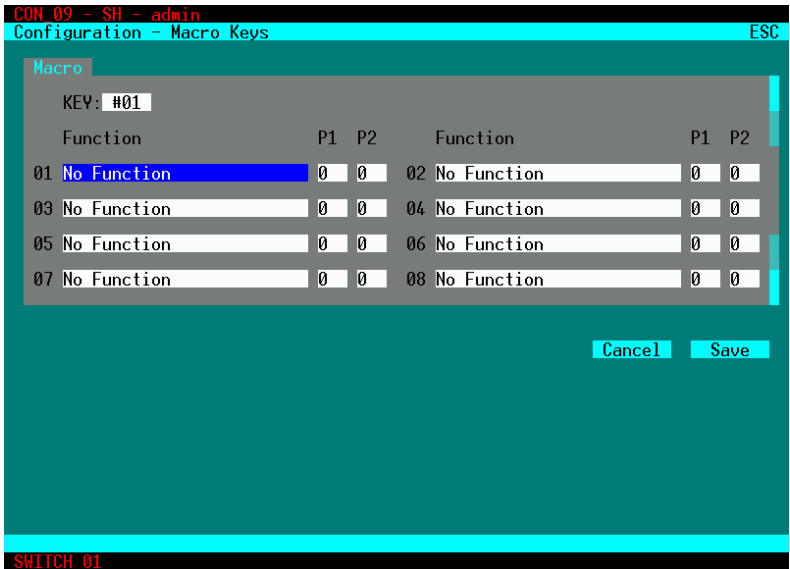 CON_09 - SH - admin
Configuration - Macro Keys ESC
Macro
KEY: #01
Function P1 P2 Function P1 P2
01 No Function 0 0 02 No Function 0 0
03 No Function 0 0 04 No Function 0 0
05 No Function 0 0 06 No Function 0 0
07 No Function 0 0 08 No Function 0 0
Cancel Save
SWITCH 01